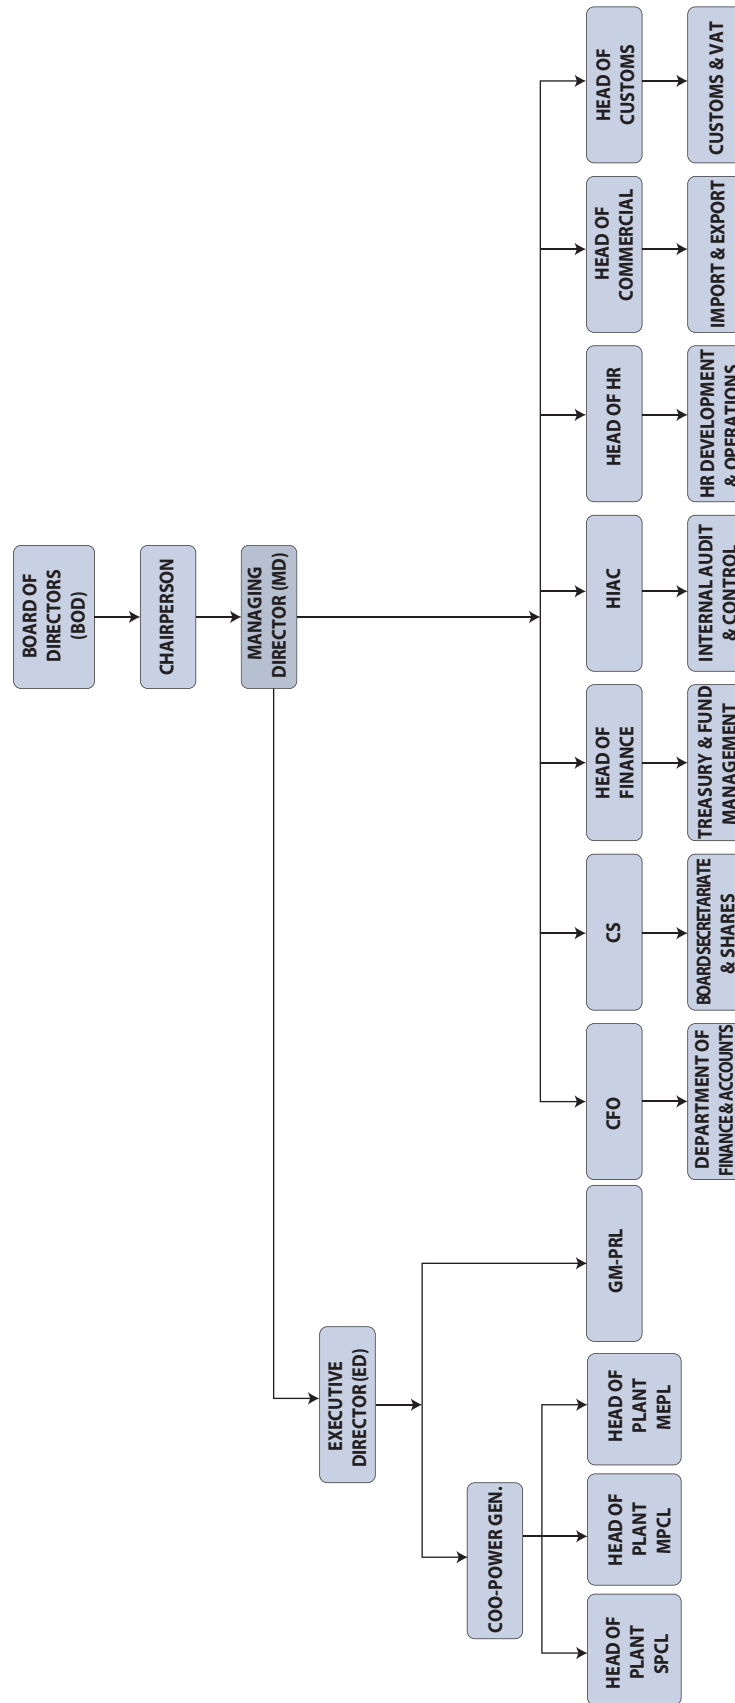 BOARD OF
DIRECTORS
(BOD)
CHAIRPERSON
MANAGING
DIRECTOR (MD)
EXECUTIVE
DIRECTOR (ED)
COO-POWER GEN.
HEAD OF
PLANT
SPCL
HEAD OF
PLANT
MPCL
HEAD OF
PLANT
MEPL
GM-PRL
CFO
CS
HEAD OF
FINANCE
HIAC
HEAD OF HR
HEAD OF
COMMERCIAL
HEAD OF
CUSTOMS
DEPARTMENT OF
FINANCE & ACCOUNTS
BOARD SECRETARIATE
& SHARES
TREASURY & FUND
MANAGEMENT
INTERNAL AUDIT
& CONTROL
HR DEVELOPMENT
& OPERATIONS
IMPORT & EXPORT
CUSTOMS & VAT